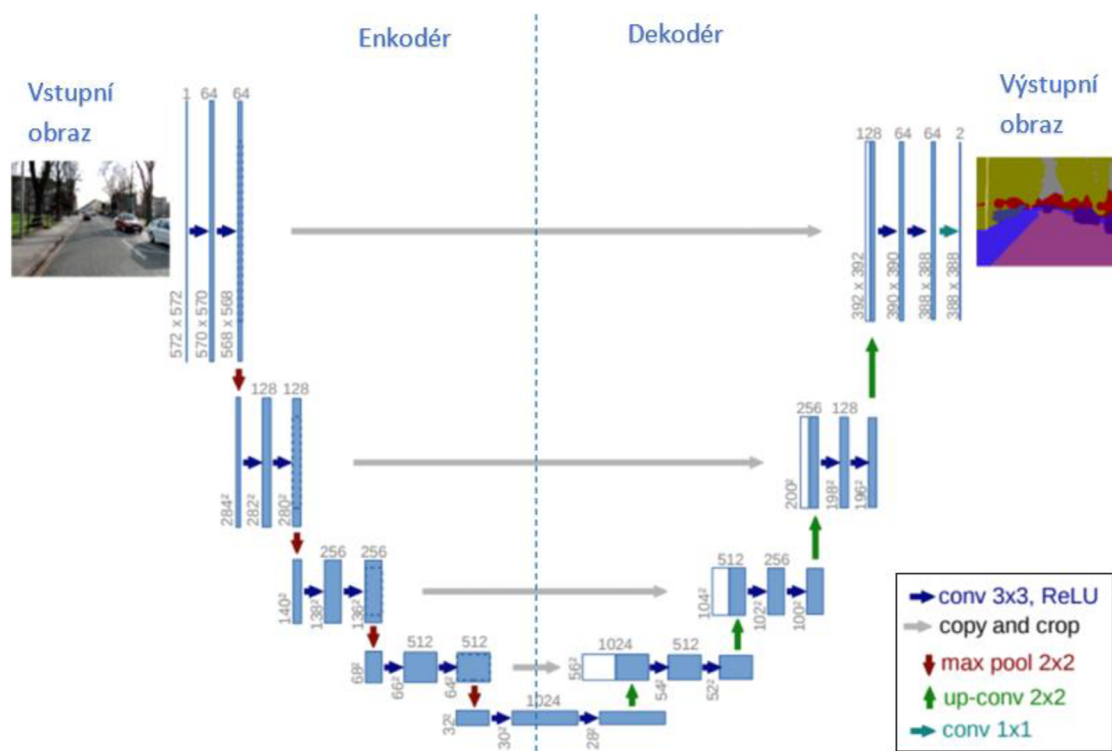 Enkodér
Dekodér
Vstupní
obraz
Výstupní
obraz
1 64 64
572 x 572
570 x 570
568 x 568
128 64 64 2
392 x 392
390 x 390
388 x 388
388 x 388
128 128
284²
282²
280²
256 128
200²
198²
196²
256 256
140²
138²
136²
512 256
104²
102²
100²
512 512
68²
66²
64²
1024 512
56²
54²
52²
1024
32²
30²
28²
conv 3x3, ReLU
copy and crop
max pool 2x2
up-conv 2x2
conv 1x1